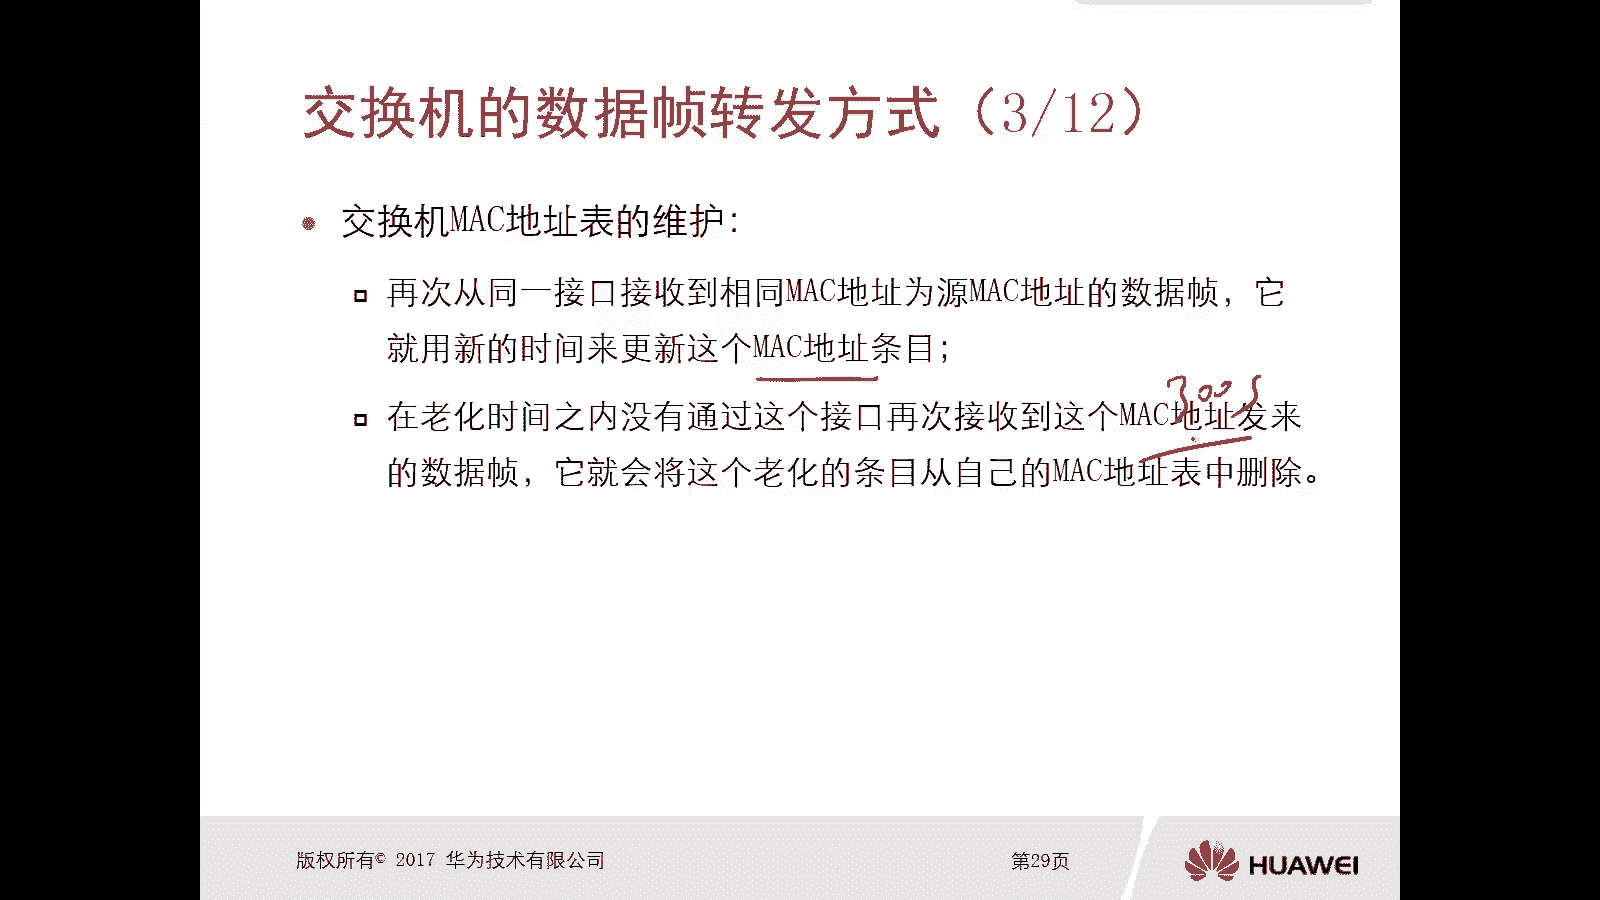 交换机的数据帧转发方式（3/12）
交换机MAC地址表的维护：
再次从同一接口接收到相同MAC地址为源MAC地址的数据帧，它
就用新的时间来更新这个MAC地址条目；
300s
在老化时间之内没有通过这个接口再次接收到这个MAC地址发来
的数据帧，它就会将这个老化的条目从自己的MAC地址表中删除。
版权所有© 2017 华为技术有限公司
第29页
HUAWEI